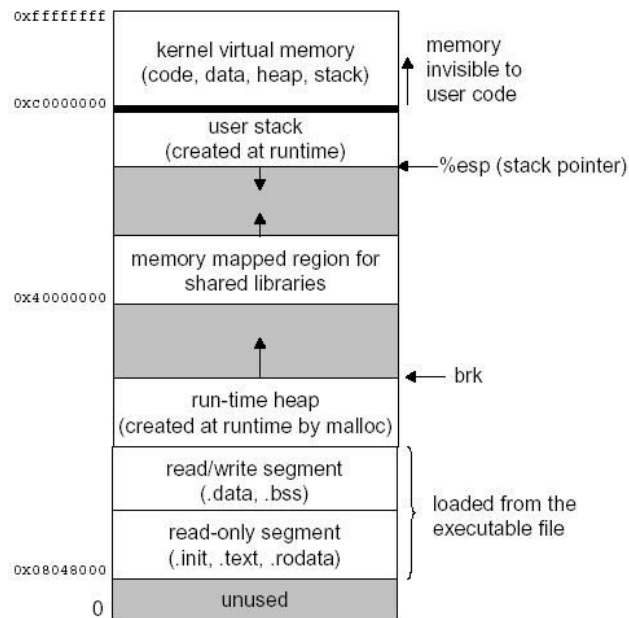 0xffffffff
kernel virtual memory
(code, data, heap, stack)
memory
invisible to
user code
0xc0000000
user stack
(created at runtime)
%esp (stack pointer)
memory mapped region for
shared libraries
0x40000000
brk
run-time heap
(created at runtime by malloc)
read/write segment
(.data, .bss)
loaded from the
executable file
read-only segment
(.init, .text, .rodata)
0x08048000
unused
0